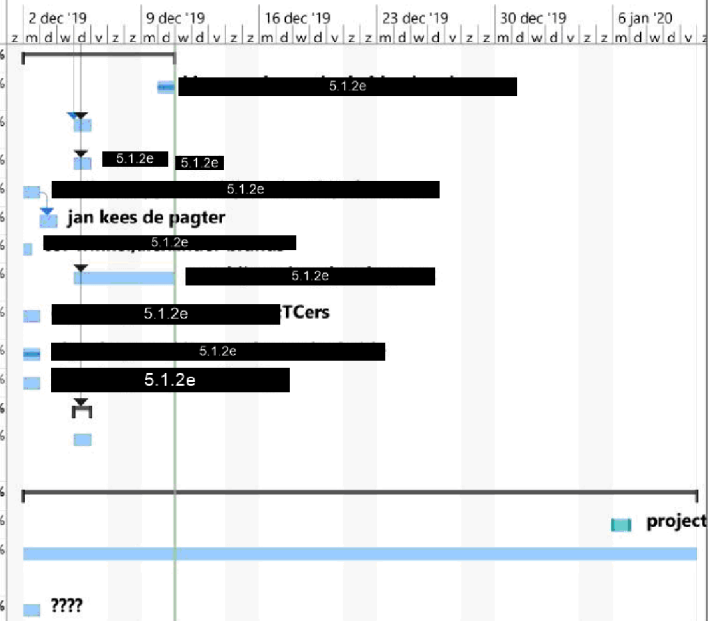 2 dec '19 9 dec '19 16 dec '19 23 dec '19 30 dec '19 6 jan '20
z m d w d v z z m d w d v z z m d w d v z z m d w d v z z m d w d v z z m d w d v z
%
% 5.1.2e
%
% 5.1.2e 5.1.2e
% 5.1.2e
% jan kees de pagter
% 5.1.2e
% 5.1.2e
% 5.1.2e TCers
% 5.1.2e
% 5.1.2e
%
%
%
% project
%
% ????